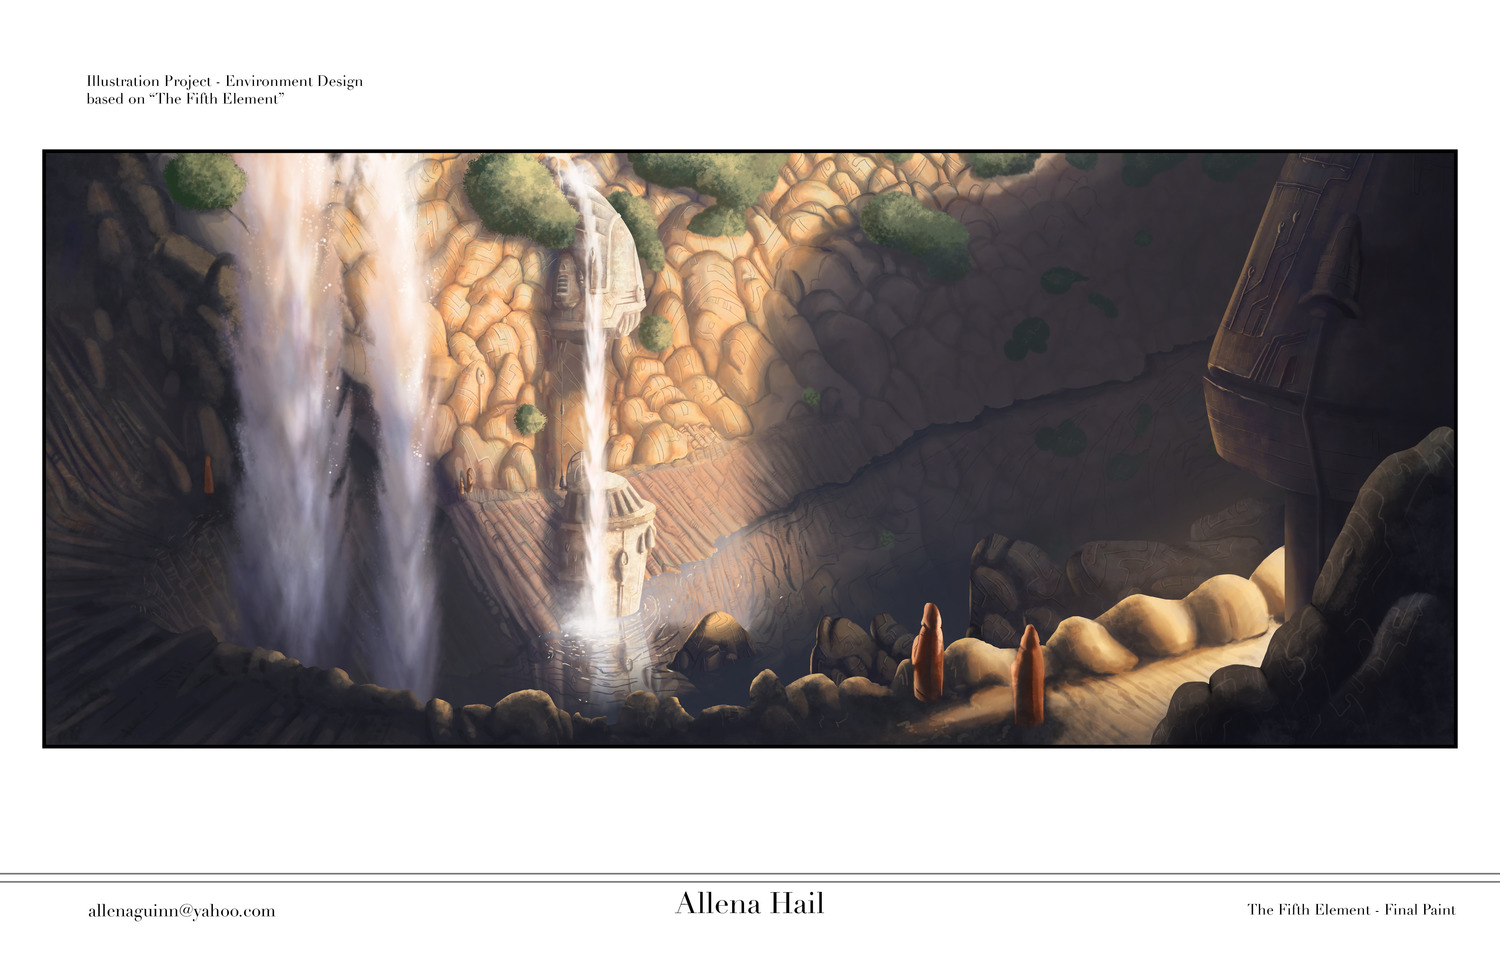 Illustration Project - Environment Design
based on “The Fifth Element”
allenaguinn@yahoo.com
Allena Hail
The Fifth Element - Final Paint